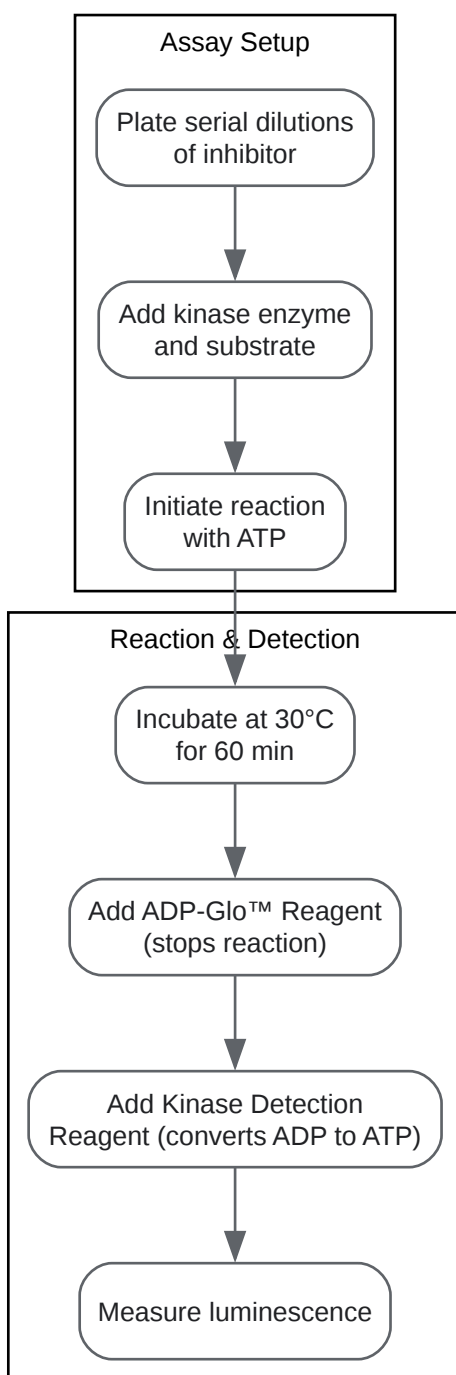 Assay Setup
Plate serial dilutions
of inhibitor
Add kinase enzyme
and substrate
Initiate reaction
with ATP
Reaction & Detection
Incubate at 30°C
for 60 min
Add ADP-Glo™ Reagent
(stops reaction)
Add Kinase Detection
Reagent (converts ADP to ATP)
Measure luminescence